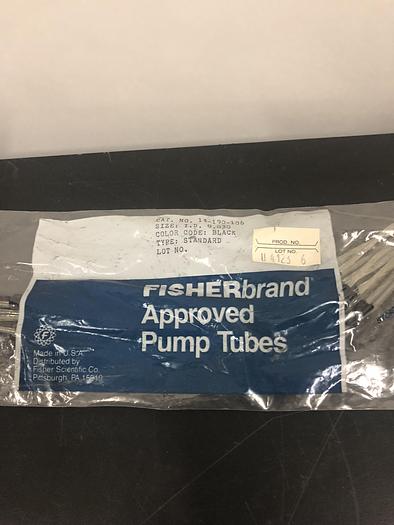 CAT. NO. 14-190-106
SIZE: I.D. 0.030
COLOR CODE: BLACK
TYPE: STANDARD
LOT NO.
PROD. NO.
LOT NO.
6
FISHERbrand
Approved
Pump Tubes
F
Made in U.S.A.
Distributed by
Fisher Scientific Co.
Pittsburgh, PA 15219